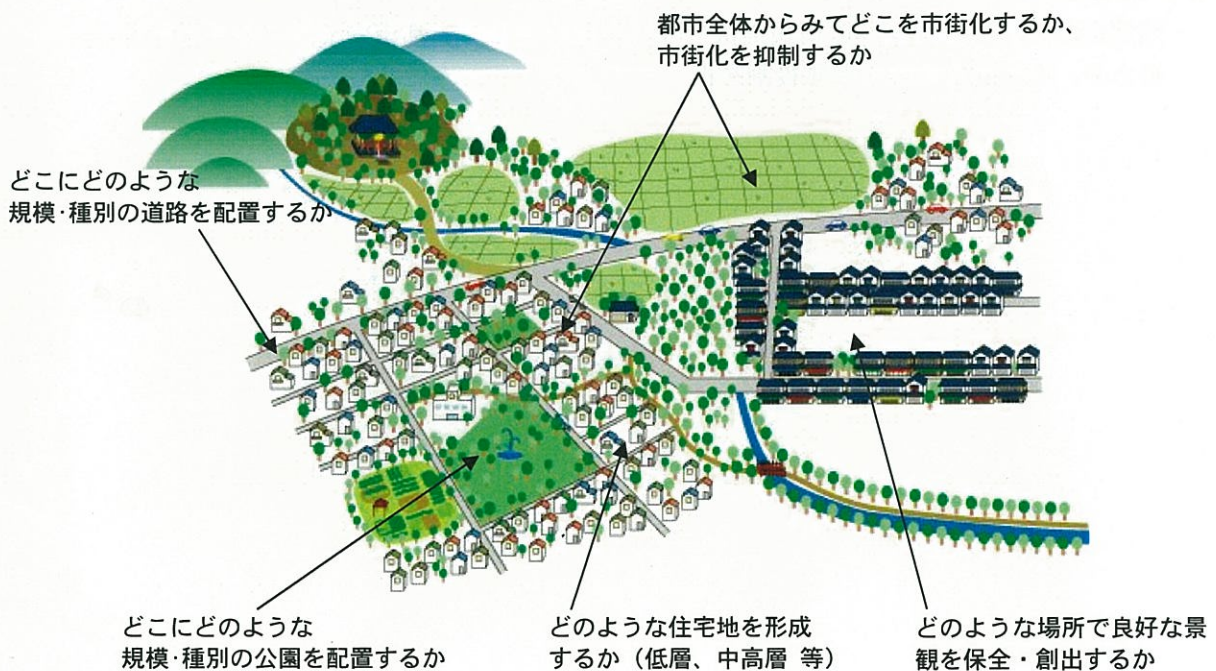 都市全体からみてどこを市街化するか、
市街化を抑制するか
どこにどのような
規模･種別の道路を配置するか
どこにどのような
規模･種別の公園を配置するか
どのような住宅地を形成
するか（低層、中高層 等）
どのような場所で良好な景
観を保全・創出するか